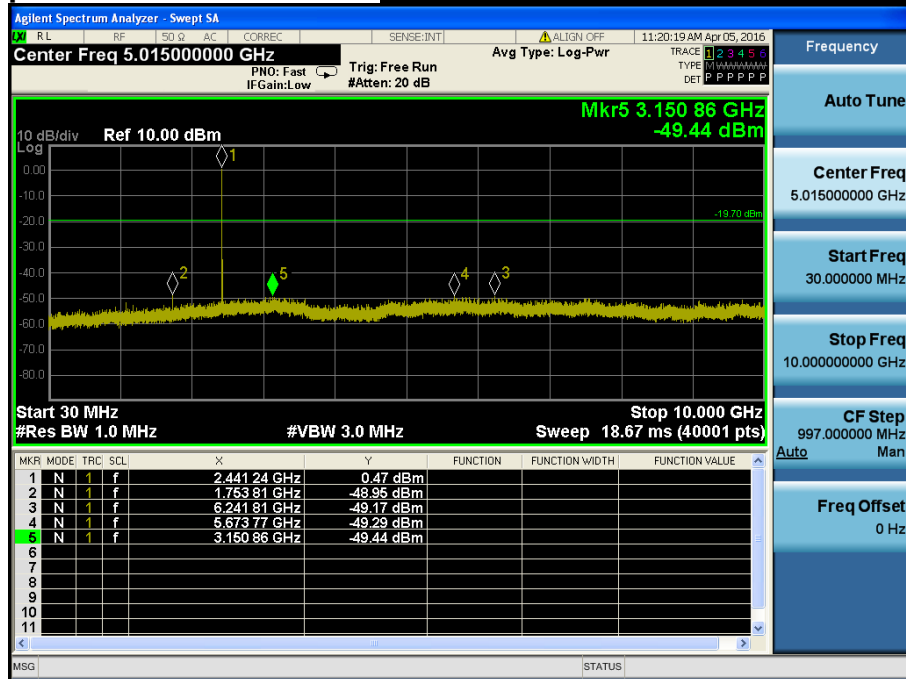 Agilent Spectrum Analyzer - Swept SA
LXI RL RF 50 Ω AC CORREC SENSE:INT ALIGN OFF 11:20:19 AM Apr 05, 2016
Center Freq 5.015000000 GHz
PNO: Fast
IFGain:Low
Trig: Free Run
#Atten: 20 dB
Avg Type: Log-Pwr
TRACE 1 2 3 4 5 6
TYPE M WWWWW
DET P P P P P P
Mkr5 3.150 86 GHz
-49.44 dBm
10 dB/div Ref 10.00 dBm
Log
0.00
-10.0
-20.0
-30.0
-40.0
-50.0
-60.0
-70.0
-80.0
1
-19.70 dBm
2
5
4
3
Start 30 MHz Stop 10.000 GHz
#Res BW 1.0 MHz #VBW 3.0 MHz Sweep 18.67 ms (40001 pts)
MKR MODE TRC SCL X Y FUNCTION FUNCTION WIDTH FUNCTION VALUE
1 N 1 f 2.441 24 GHz 0.47 dBm
2 N 1 f 1.753 81 GHz -48.95 dBm
3 N 1 f 6.241 81 GHz -49.17 dBm
4 N 1 f 5.673 77 GHz -49.29 dBm
5 N 1 f 3.150 86 GHz -49.44 dBm
6
7
8
9
10
11
MSG STATUS
Frequency
Auto Tune
Center Freq
5.015000000 GHz
Start Freq
30.000000 MHz
Stop Freq
10.000000000 GHz
CF Step
997.000000 MHz
Auto Man
Freq Offset
0 Hz